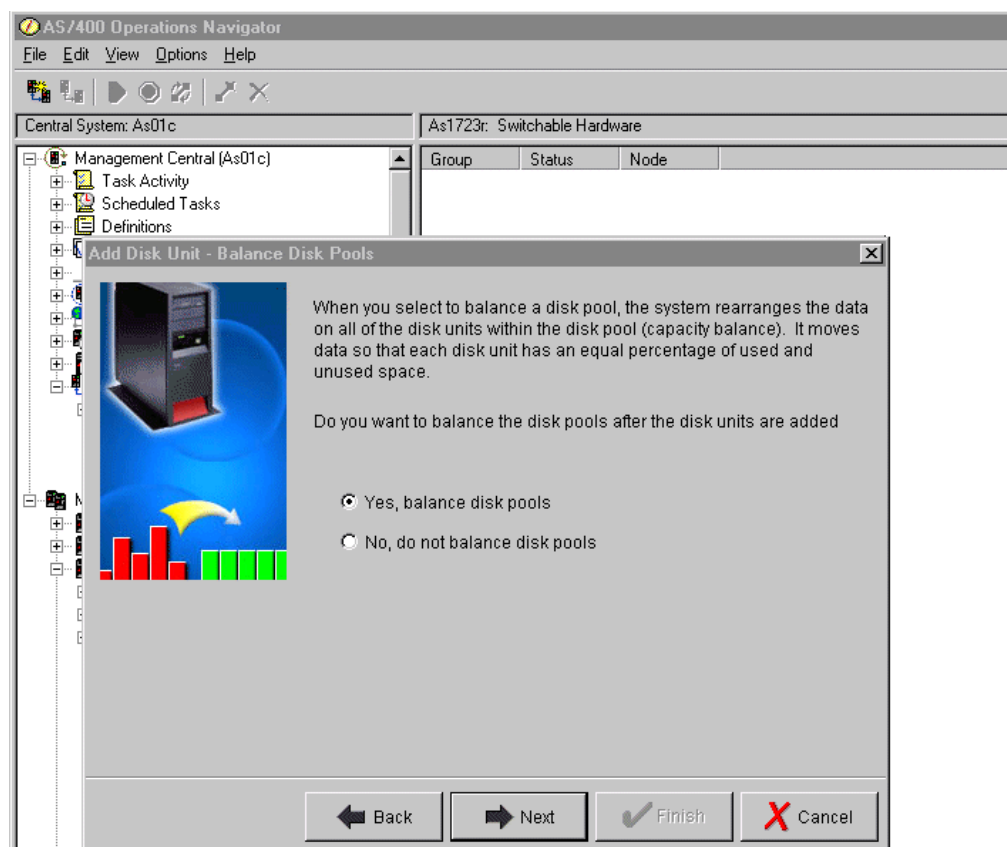 AS/400 Operations Navigator
File Edit View Options Help
Central System: As01c
As1723r: Switchable Hardware
Management Central (As01c)
Group Status Node
Task Activity
Scheduled Tasks
Definitions
Add Disk Unit - Balance Disk Pools
When you select to balance a disk pool, the system rearranges the data
on all of the disk units within the disk pool (capacity balance). It moves
data so that each disk unit has an equal percentage of used and
unused space.
Do you want to balance the disk pools after the disk units are added
Yes, balance disk pools
No, do not balance disk pools
Back Next Finish Cancel